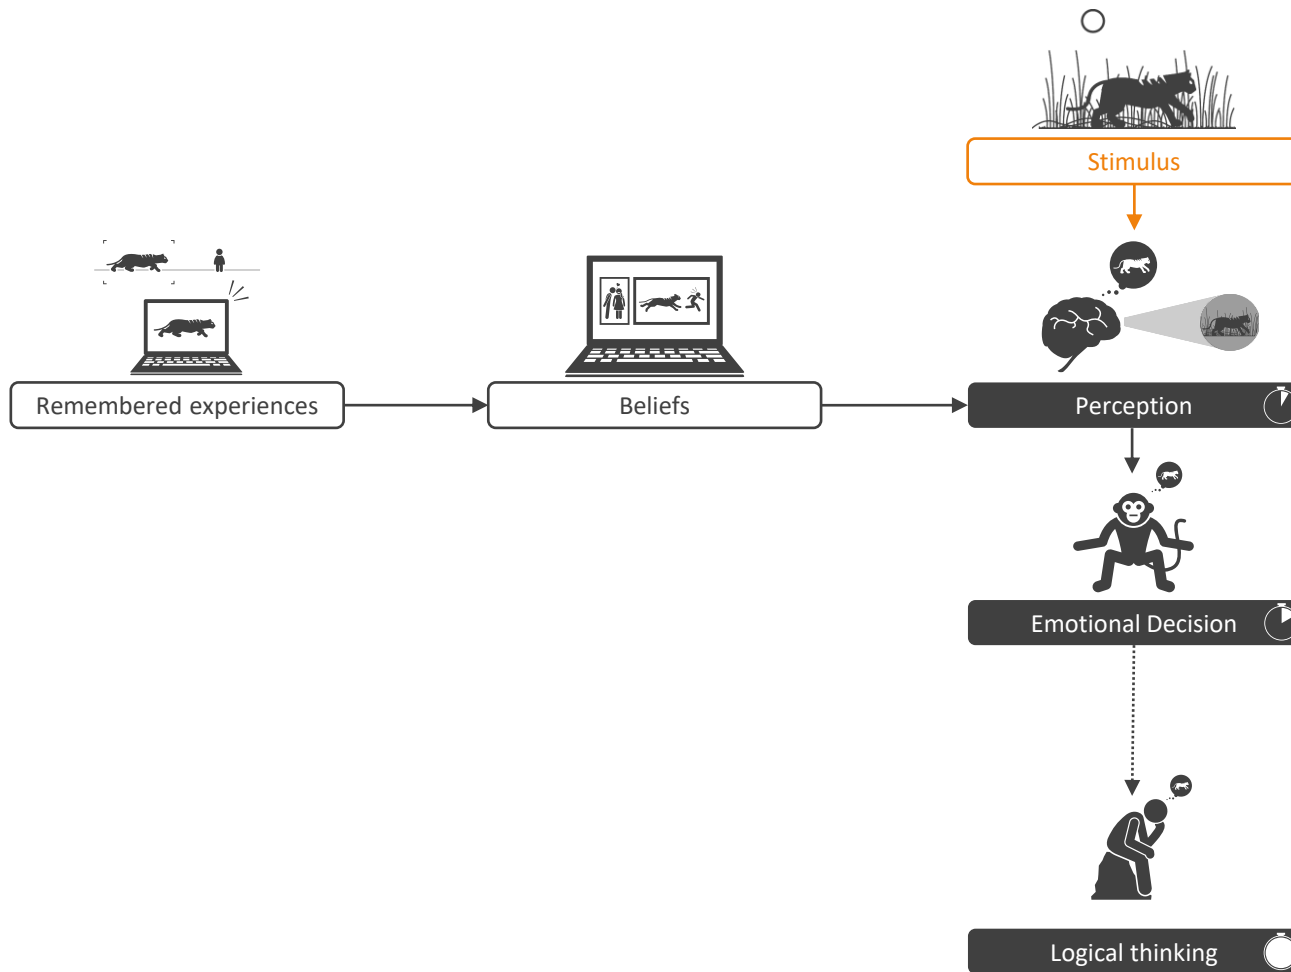 Stimulus
Remembered experiences
Beliefs
Perception
Emotional Decision
Logical thinking